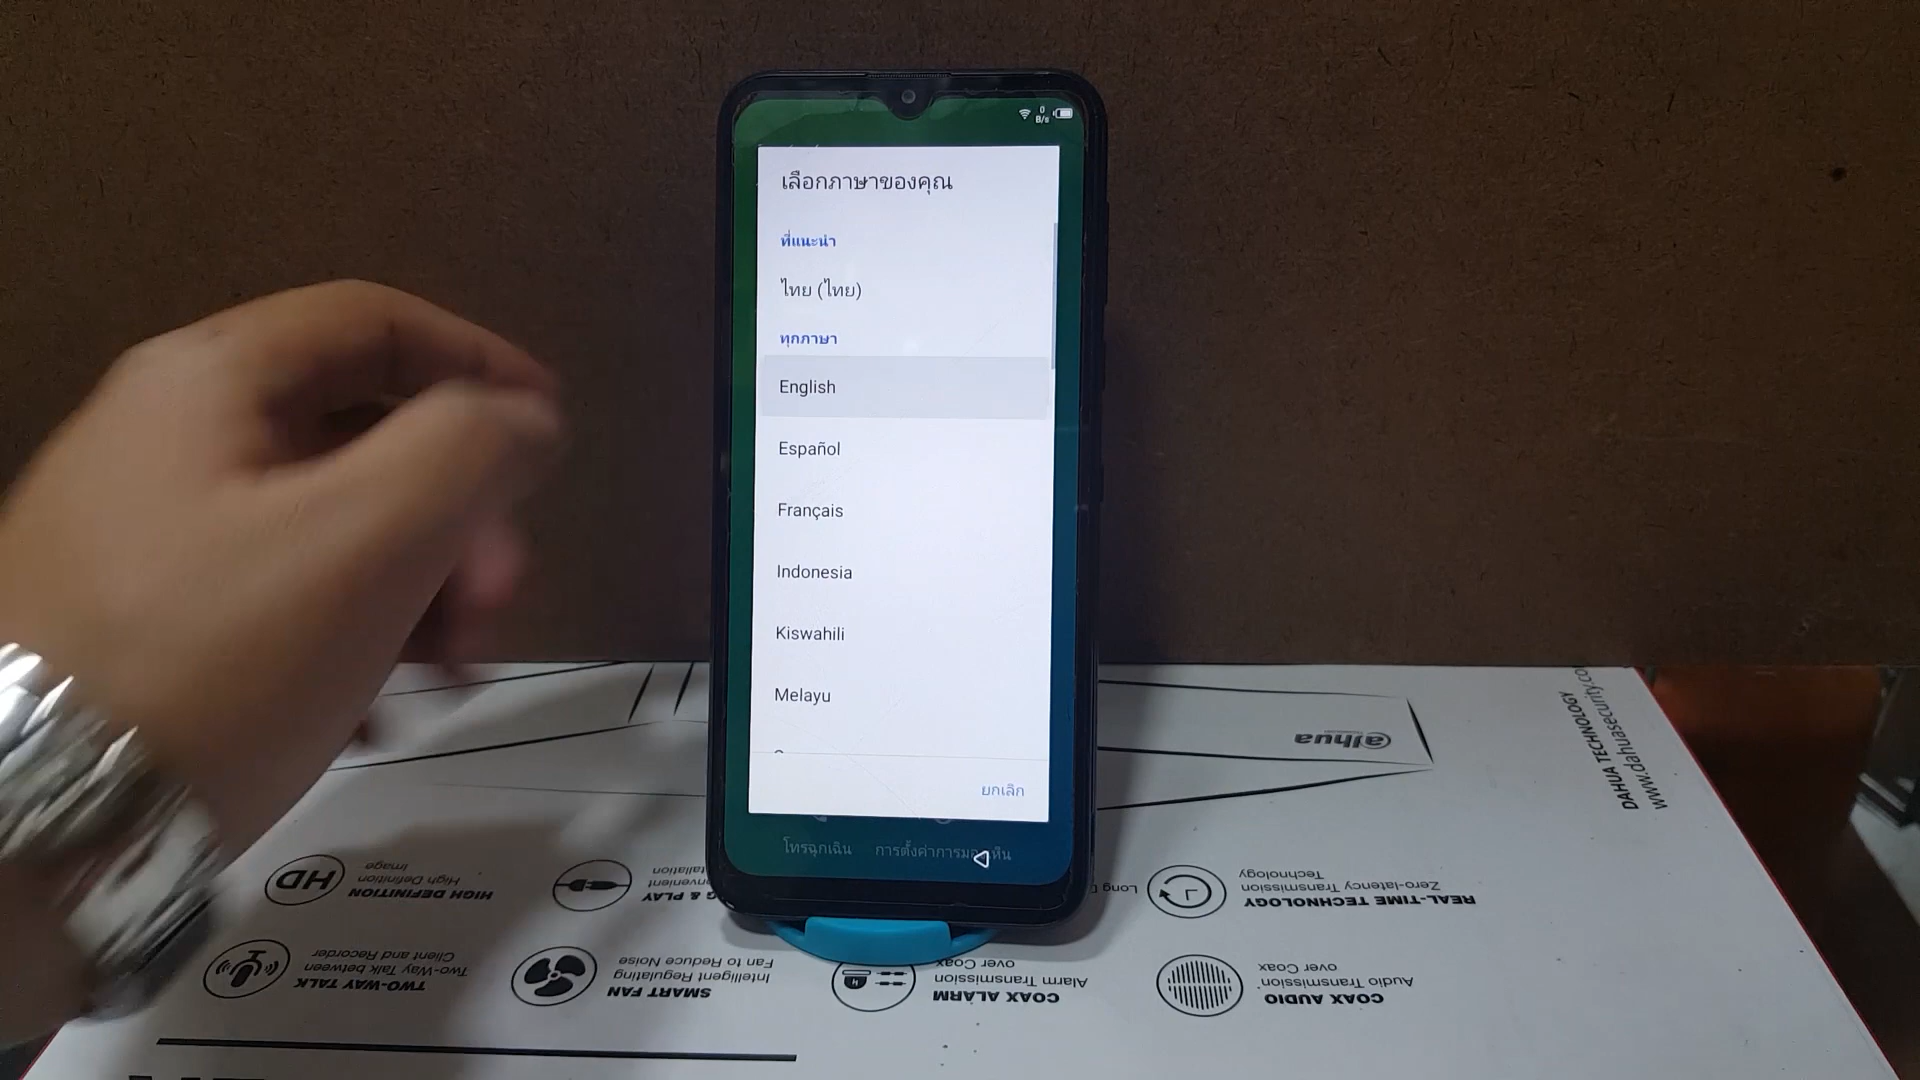 0
B/s
เลือกภาษาของคุณ
ที่แนะนำ
ไทย (ไทย)
ทุกภาษา
English
Español
Français
Indonesia
Kiswahili
Melayu
ยกเลิก
โทรฉุกเฉิน
การตั้งค่าการมองเห็น
alhua
DAHUA TECHNOLOGY
www.dahuasecurity.co
HD
HIGH DEFINITION
High Definition
Image
G & PLAY
nvenient
tallation
Long
REAL-TIME TECHNOLOGY
Zero-latency Transmission
Technology
TWO-WAY TALK
Two-Way Talk between
Client and Recorder
SMART FAN
Intelligent Regulating
Fan to Reduce Noise
COAX ALARM
Alarm Transmission
over Coax
COAX AUDIO
Audio Transmission
over Coax